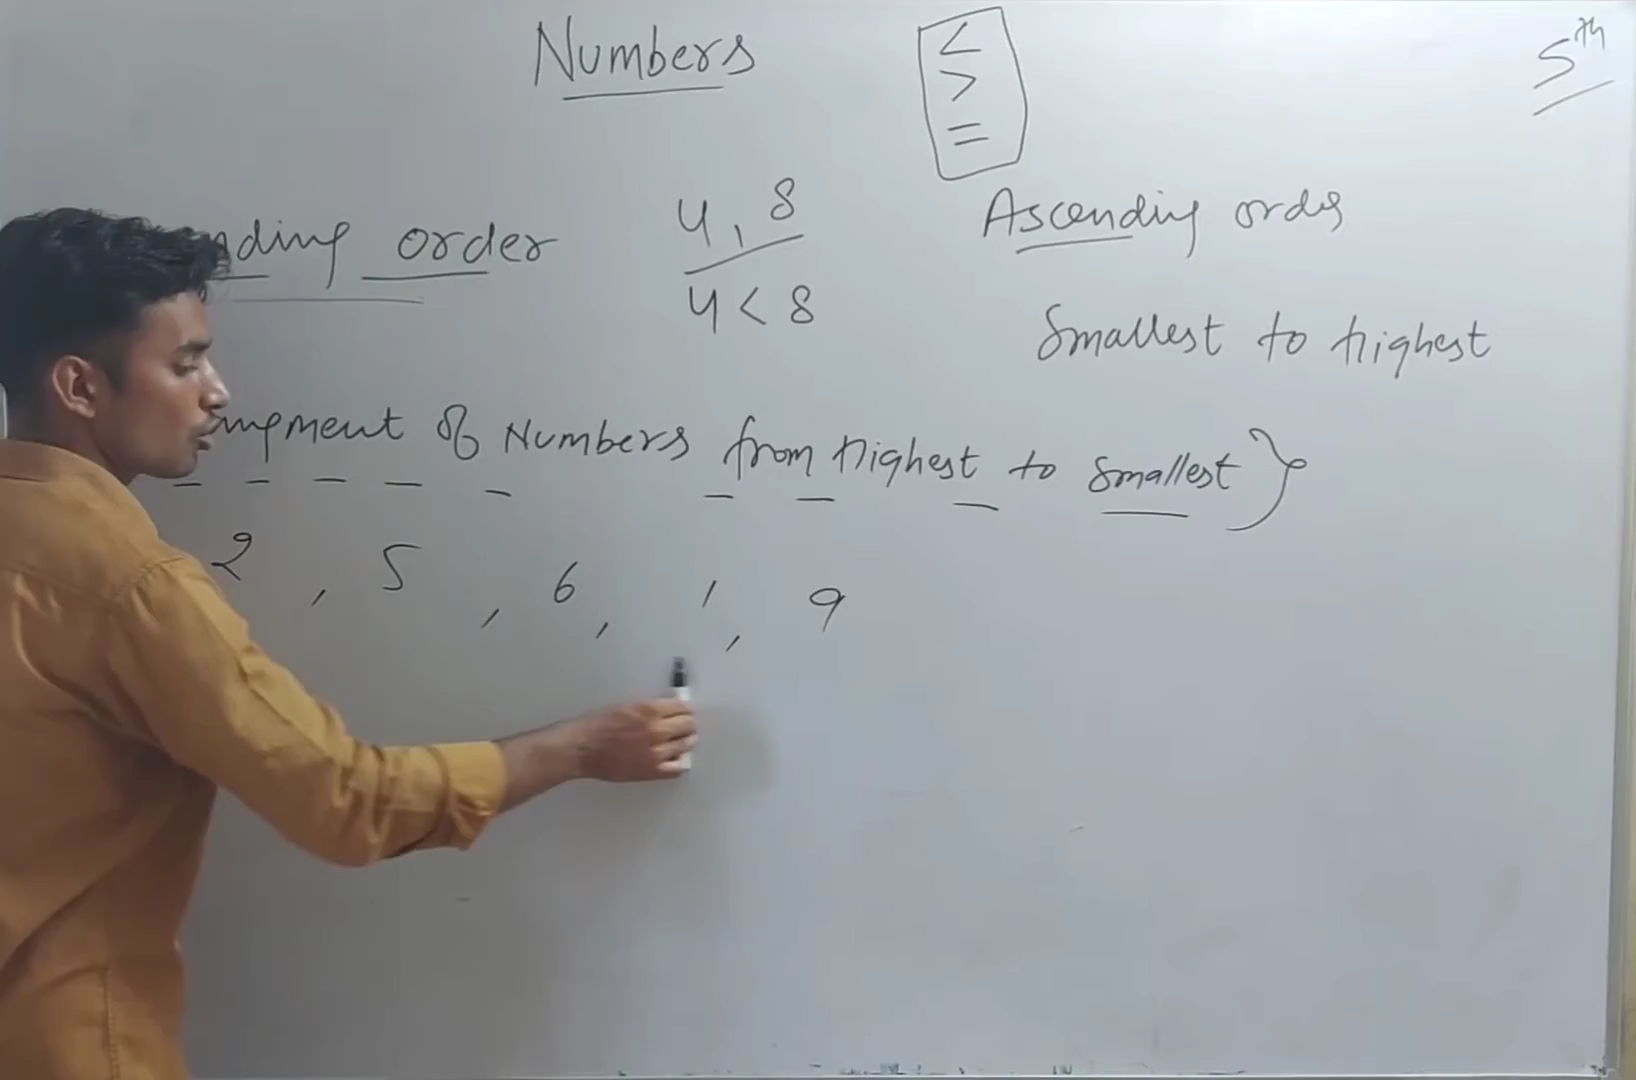 Numbers
<
>
=
5th
order
4, 8
4 < 8
Ascending order
Smallest to highest
of Numbers from highest to smallest }
2 , 5 , 6 , 1 , 9